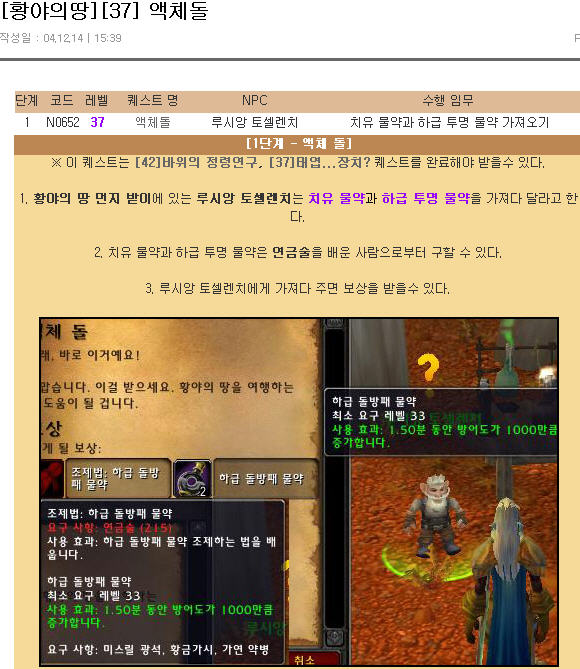 [황야의땅][37] 액체돌
작성일 : 04.12.14 | 15:39
단계 코드 레벨 퀘스트 명 NPC 수행 임무
1 N0652 37 액체돌 루시앙 토셀렌치 치유 물약과 하급 투명 물약 가져오기
[1단계 - 액체 돌]
※ 이 퀘스트는 [42]바위의 정령연구, [37]태엽...장치? 퀘스트를 완료해야 받을수 있다.
1. 황야의 땅 먼지 받이에 있는 루시앙 토셀렌치는 치유 물약과 하급 투명 물약을 가져다 달라고 한
다.
2. 치유 물약과 하급 투명 물약은 연금술을 배운 사람으로부터 구할 수 있다.
3. 루시앙 토셀렌치에게 가져다 주면 보상을 받을수 있다.
체 돌
래, 바로 이거예요!
맙습니다. 이걸 받으세요. 황야의 땅을 여행하는
도움이 될 겁니다.
상
게 될 보상:
조제법: 하급 돌방
패 물약
2
하급 돌방패 물약
조제법: 하급 돌방패 물약
요구 사항: 연금술 (215)
사용 효과: 하급 돌방패 물약 조제하는 법을 배
웁니다.
하급 돌방패 물약
최소 요구 레벨 33
사용 효과: 1.50분 동안 방어도가 1000만큼
증가합니다.
요구 사항: 미스릴 광석, 황금가시, 가연 약병
루시앙
취소
하급 돌방패 물약
최소 요구 레벨 33
사용 효과: 1.50분 동안 방어도가 1000만큼
증가합니다.